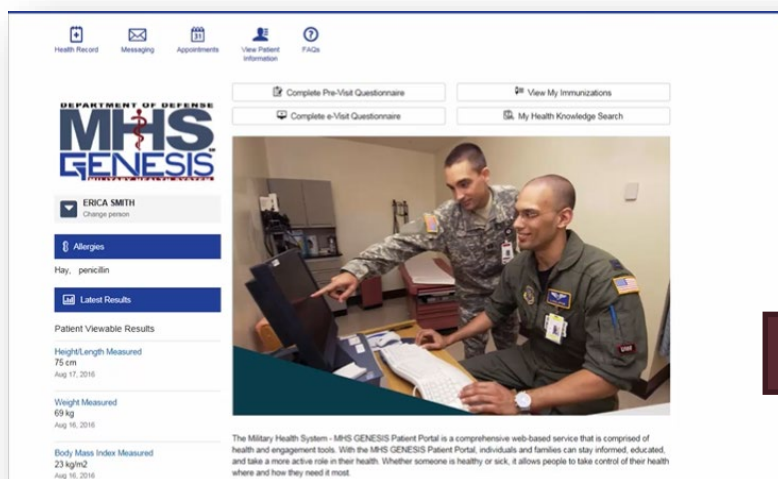 Health Record
Messaging
Appointments
View Patient
Information
FAQs
Complete Pre-Visit Questionnaire
View My Immunizations
Complete e-Visit Questionnaire
My Health Knowledge Search
DEPARTMENT OF DEFENSE
MHS
GENESIS
MILITARY HEALTH SYSTEM
ERICA SMITH
Change person
Allergies
Hay, penicillin
Latest Results
Patient Viewable Results
Height/Length Measured
75 cm
Aug 17, 2016
Weight Measured
69 kg
Aug 16, 2016
Body Mass Index Measured
23 kg/m2
Aug 16, 2016
The Military Health System - MHS GENESIS Patient Portal is a comprehensive web-based service that is comprised of
health and engagement tools. With the MHS GENESIS Patient Portal, individuals and families can stay informed, educated,
and take a more active role in their health. Whether someone is healthy or sick, it allows people to take control of their health
where and how they need it most.